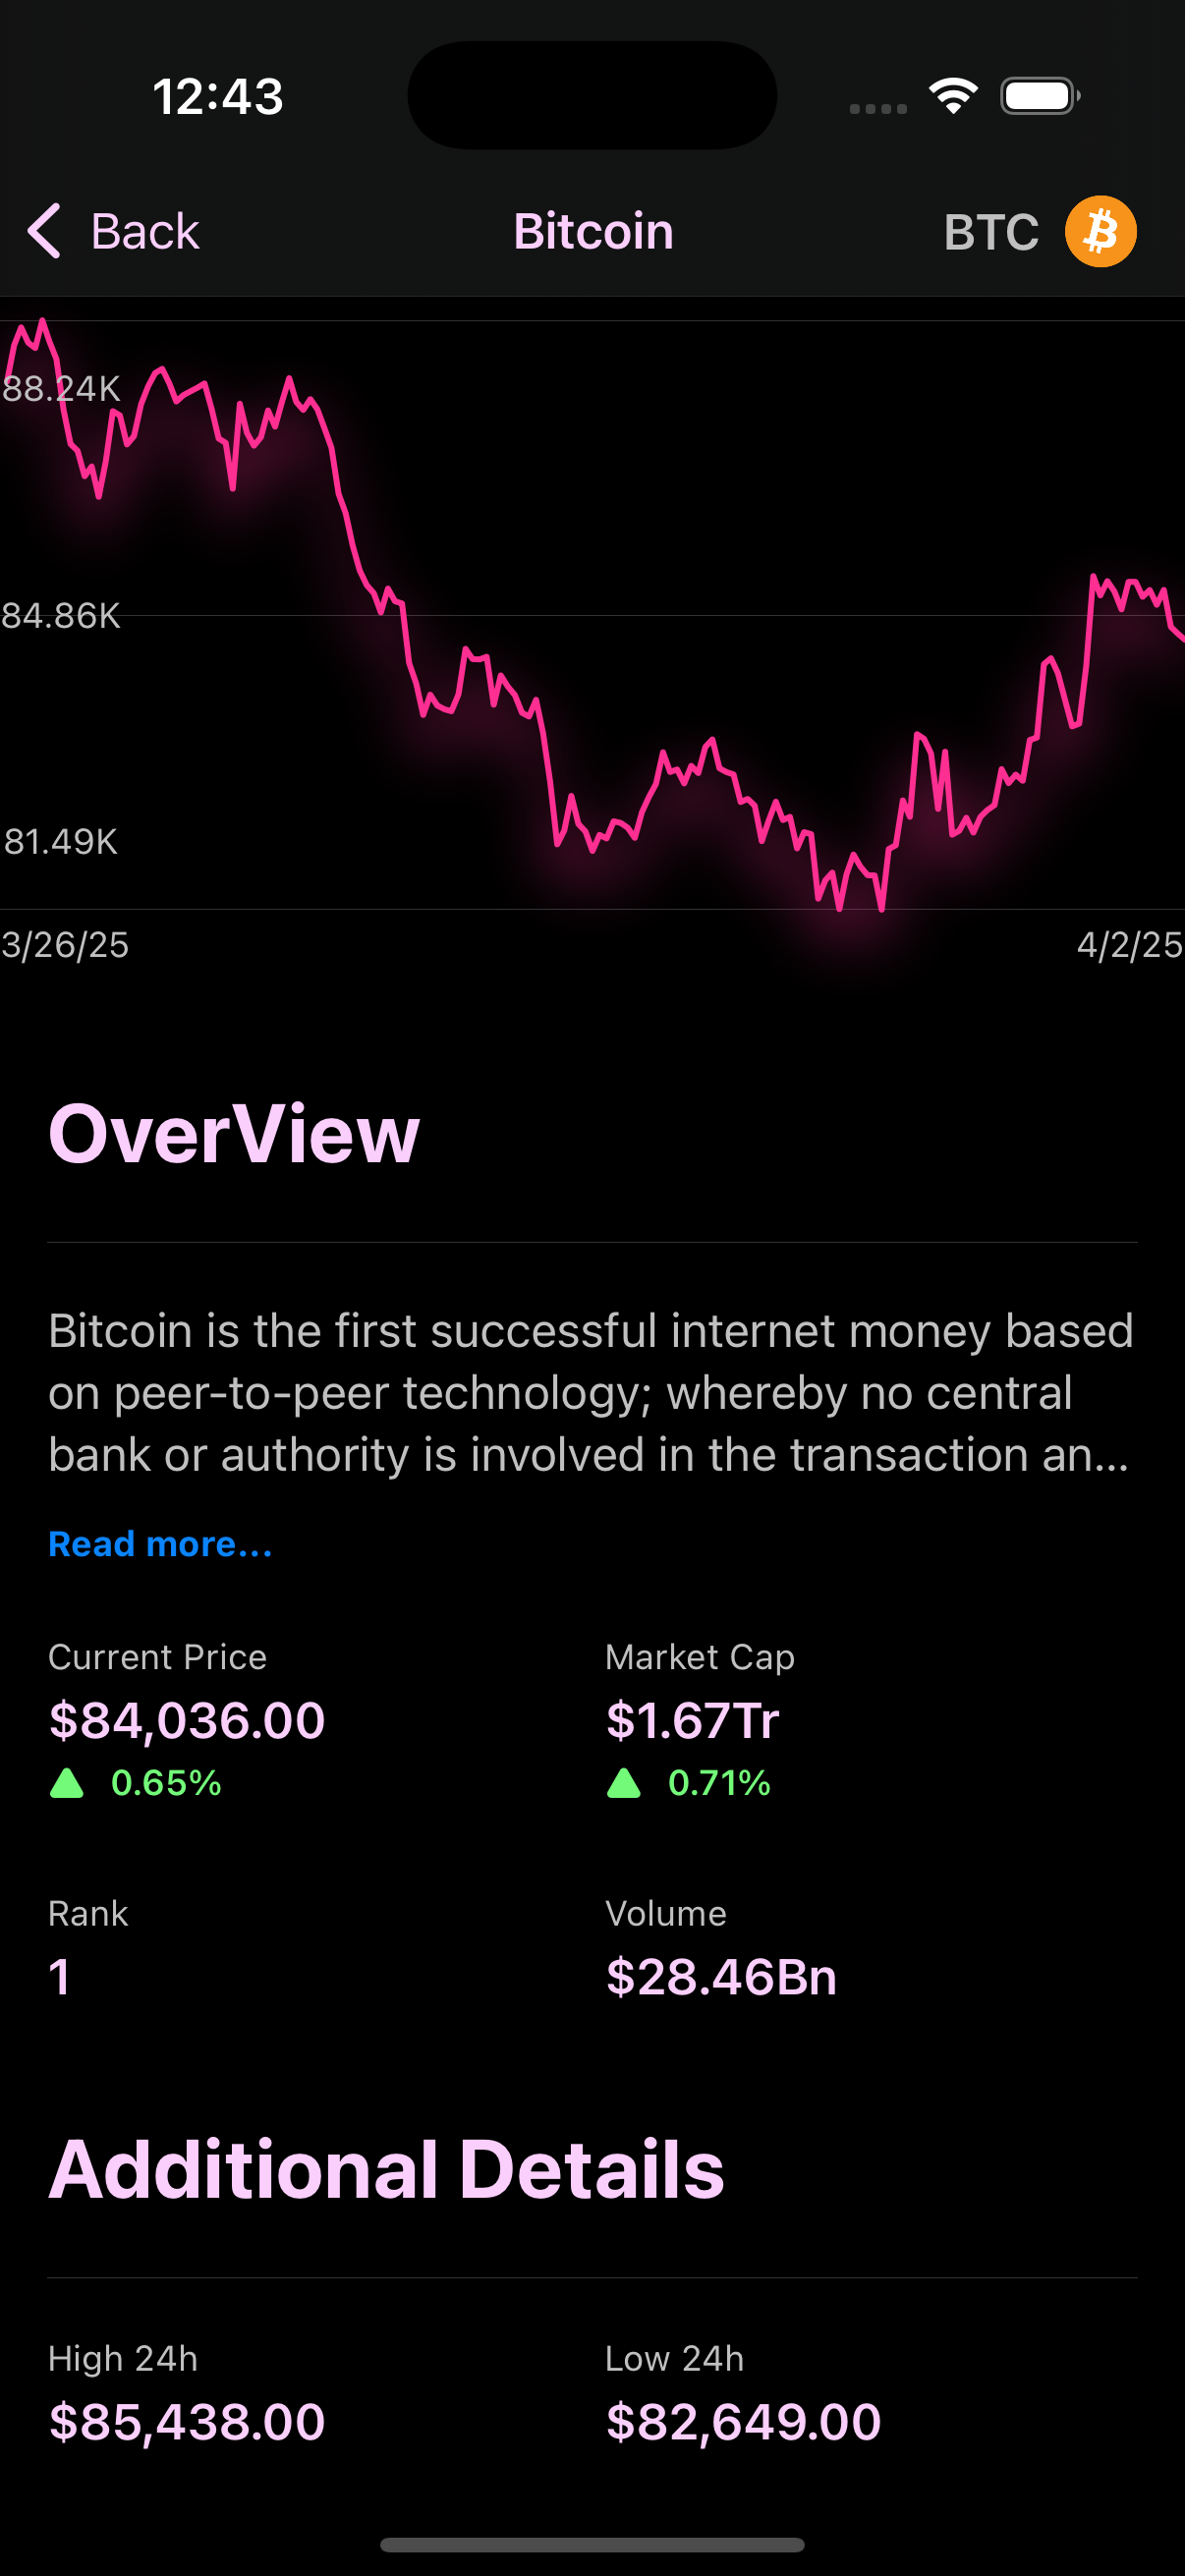 12:43
Back
Bitcoin
BTC
88.24K
84.86K
81.49K
3/26/25
4/2/25
OverView
Bitcoin is the first successful internet money based
on peer-to-peer technology; whereby no central
bank or authority is involved in the transaction an...
Read more...
Current Price
Market Cap
$84,036.00
$1.67Tr
0.65%
0.71%
Rank
Volume
1
$28.46Bn
Additional Details
High 24h
Low 24h
$85,438.00
$82,649.00